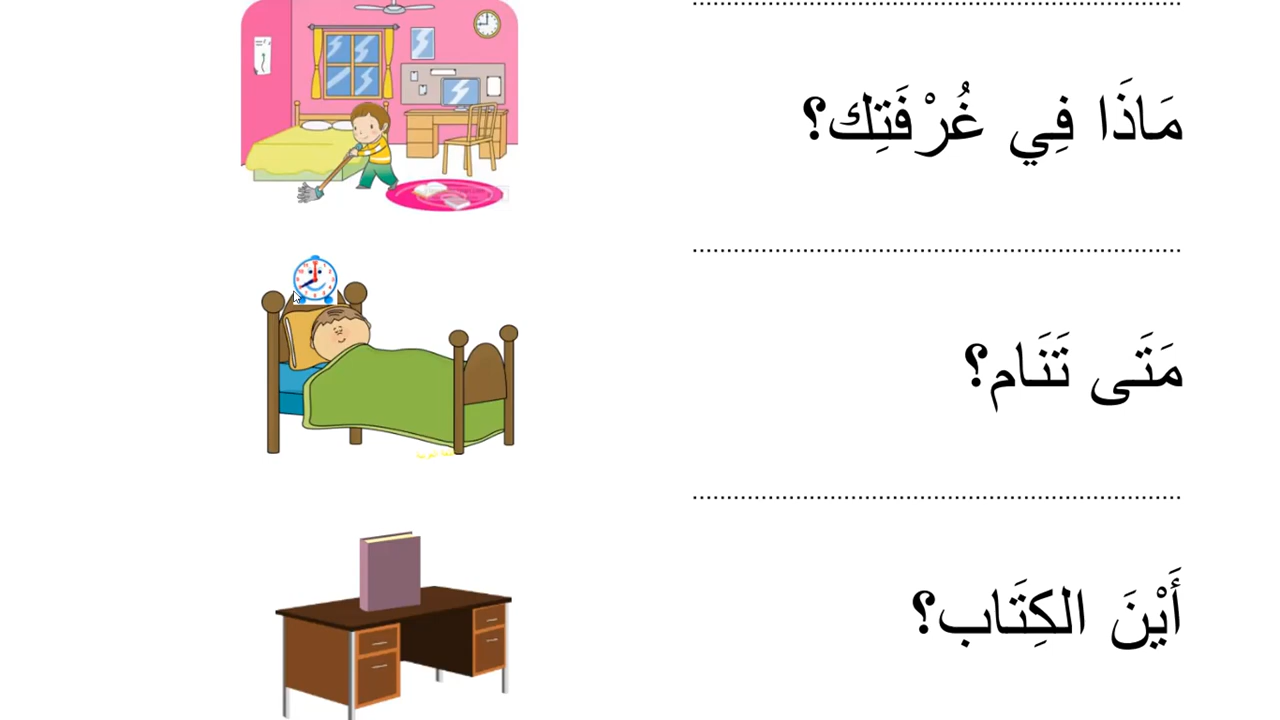 مَاذَا فِي غُرْفَتِك؟
مَتَى تَنَام؟
أَيْنَ الكِتَاب؟